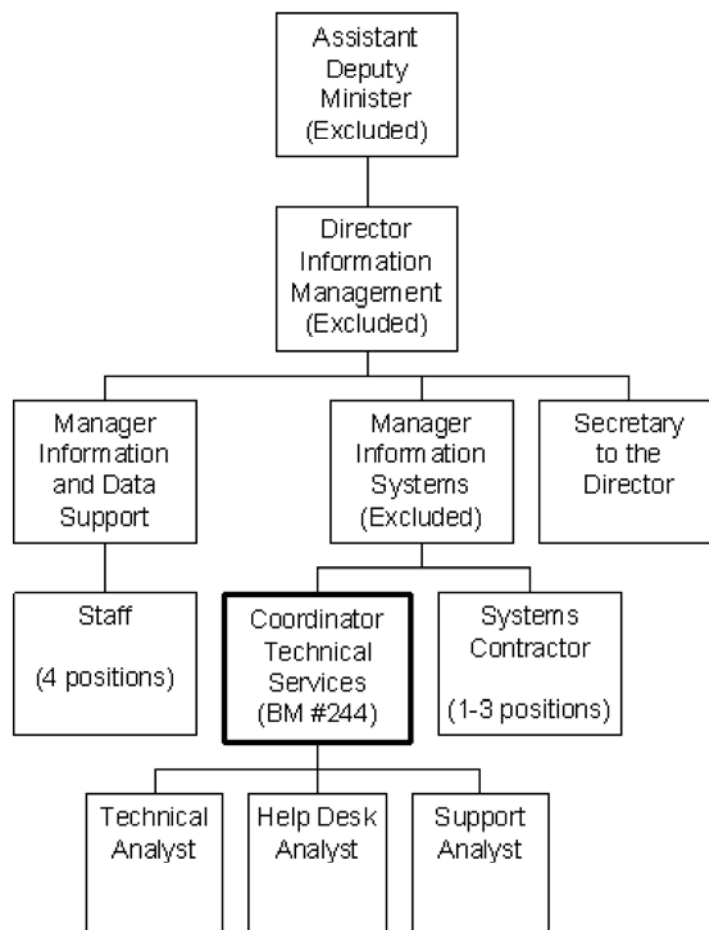 Assistant
Deputy
Minister
(Excluded)
Director
Information
Management
(Excluded)
Manager
Information
and Data
Support
Manager
Information
Systems
(Excluded)
Secretary
to the
Director
Staff
(4 positions)
Coordinator
Technical
Services
(BM #244)
Systems
Contractor
(1-3 positions)
Technical
Analyst
Help Desk
Analyst
Support
Analyst